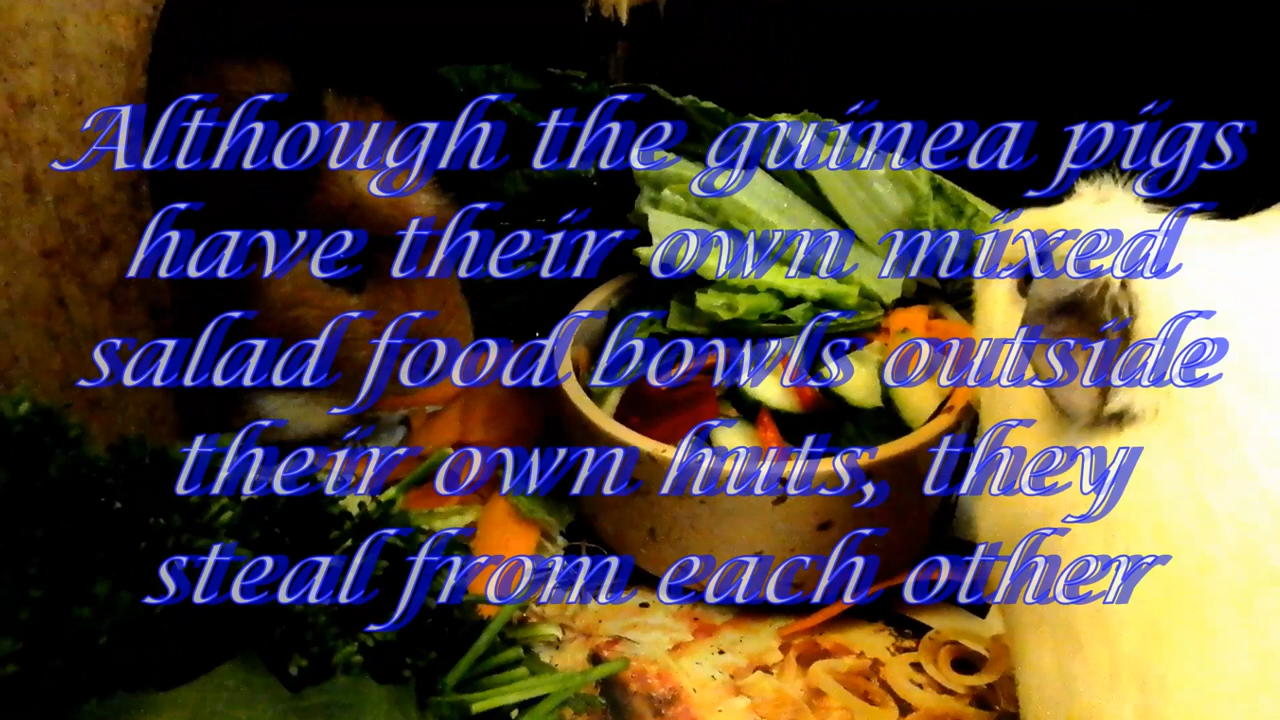 Although the guinea pigs
have their own mixed
salad food bowls outside
their own huts, they
steal from each other